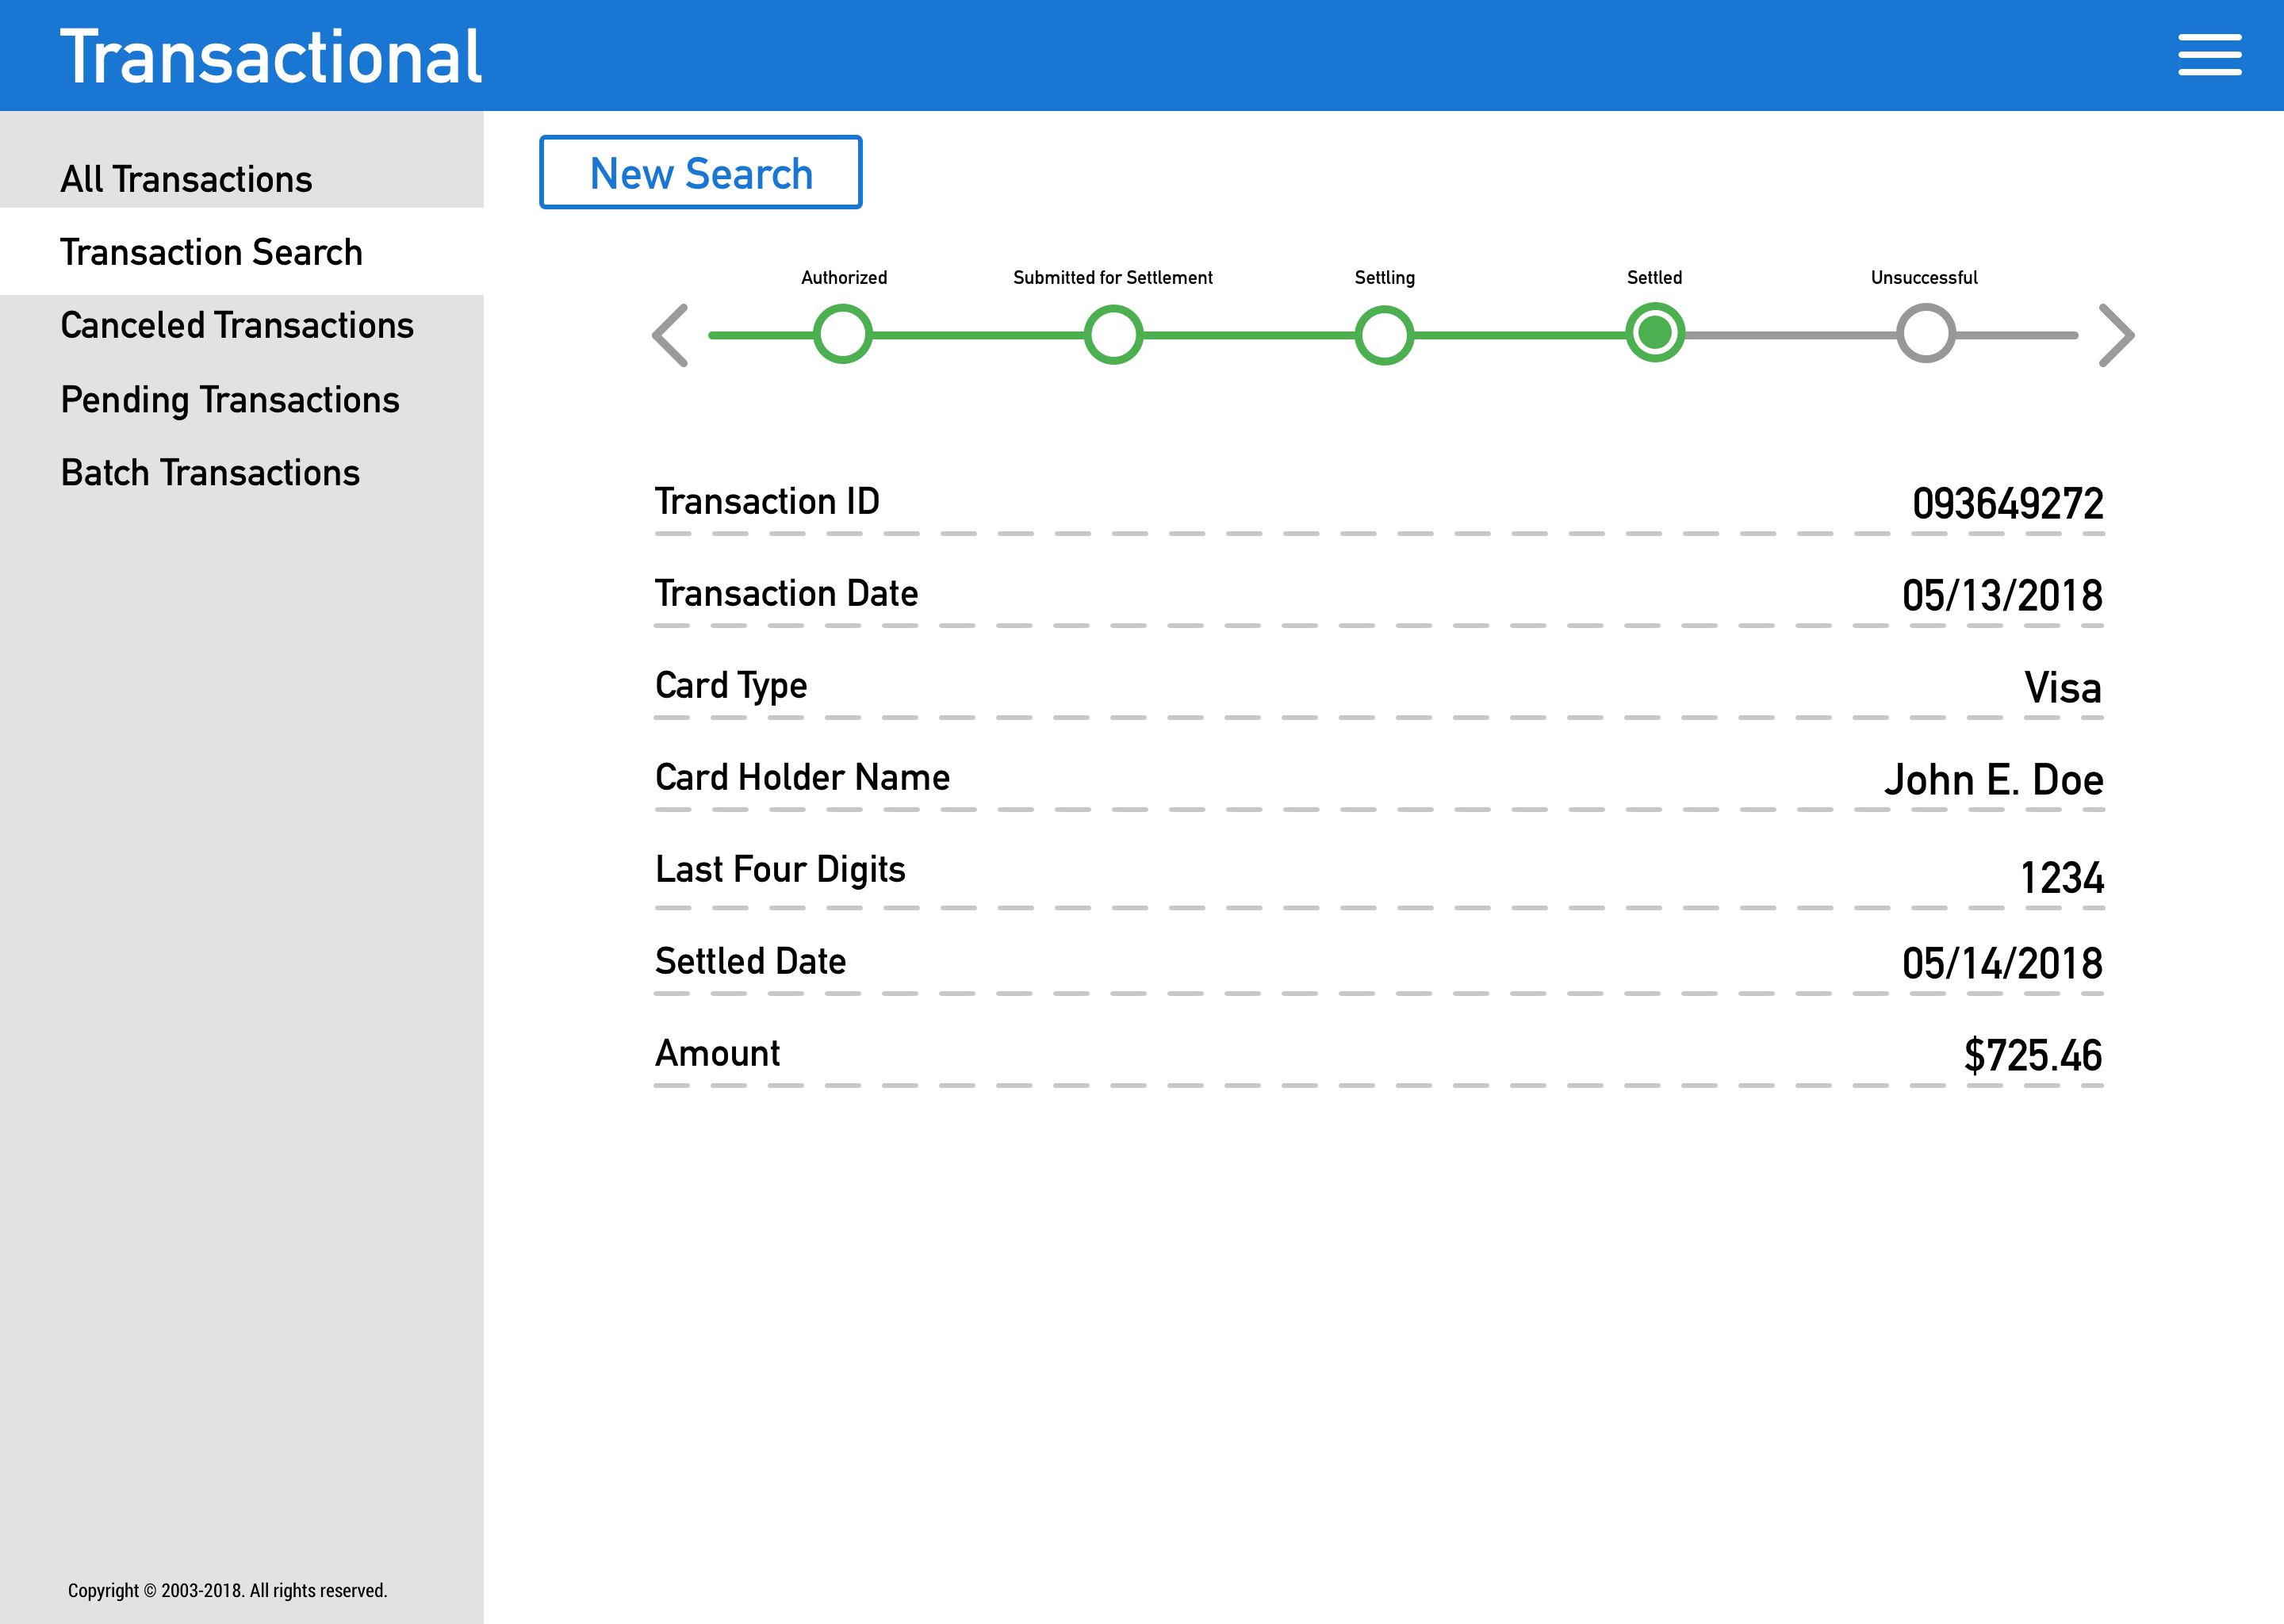 Transactional
All Transactions
Transaction Search
Canceled Transactions
Pending Transactions
Batch Transactions
Copyright © 2003-2018. All rights reserved.
New Search
Authorized Submitted for Settlement Settling Settled Unsuccessful
Transaction ID 093649272
Transaction Date 05/13/2018
Card Type Visa
Card Holder Name John E. Doe
Last Four Digits 1234
Settled Date 05/14/2018
Amount $725.46